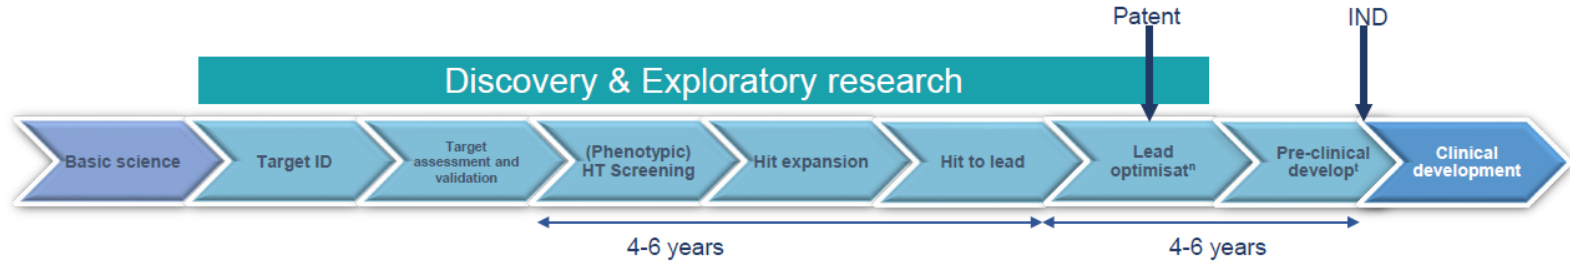 Patent
IND
Discovery & Exploratory research
Basic science
Target ID
Target
assessment and
validation
(Phenotypic)
HT Screening
Hit expansion
Hit to lead
Lead
optimisatⁿ
Pre-clinical
developᵗ
Clinical
development
4-6 years
4-6 years